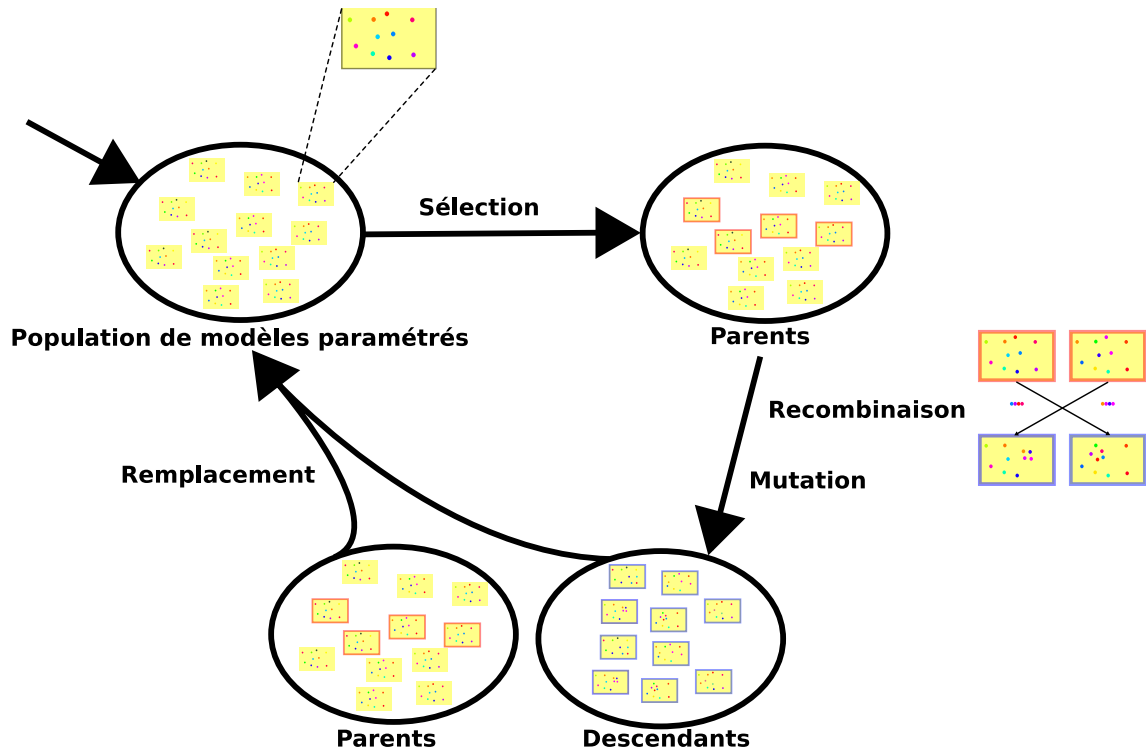 Sélection
Population de modèles paramétrés
Parents
Recombinaison
Mutation
Remplacement
Parents
Descendants